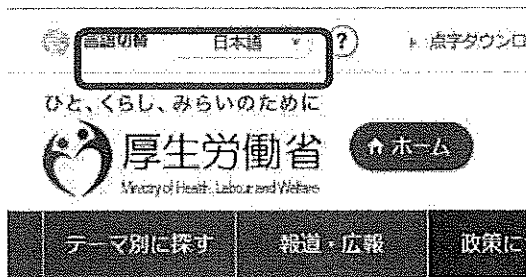 言語切替 日本語 ? 点字ダウンロ
ひと、くらし、みらいのために
厚生労働省
Ministry of Health, Labour and Welfare
ホーム
テーマ別に探す 報道・広報 政策に